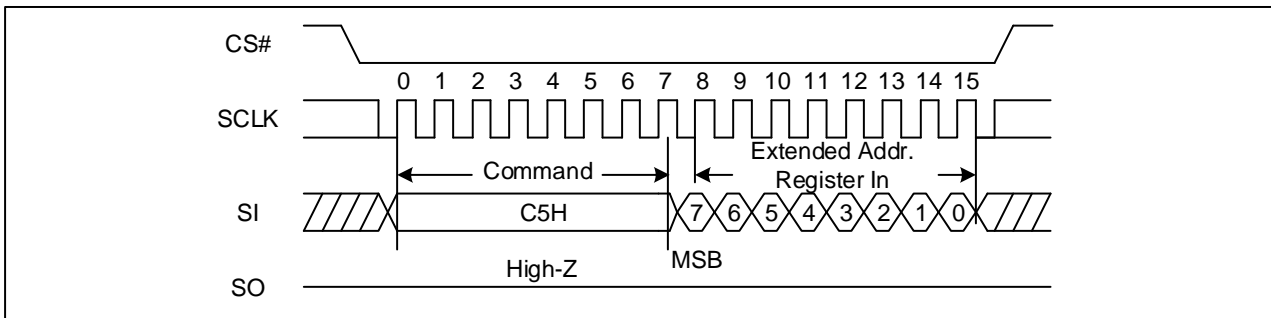 CS#
0 1 2 3 4 5 6 7 8 9 10 11 12 13 14 15
SCLK
Command
Extended Addr.
Register In
SI
C5H
7 6 5 4 3 2 1 0
High-Z
MSB
SO